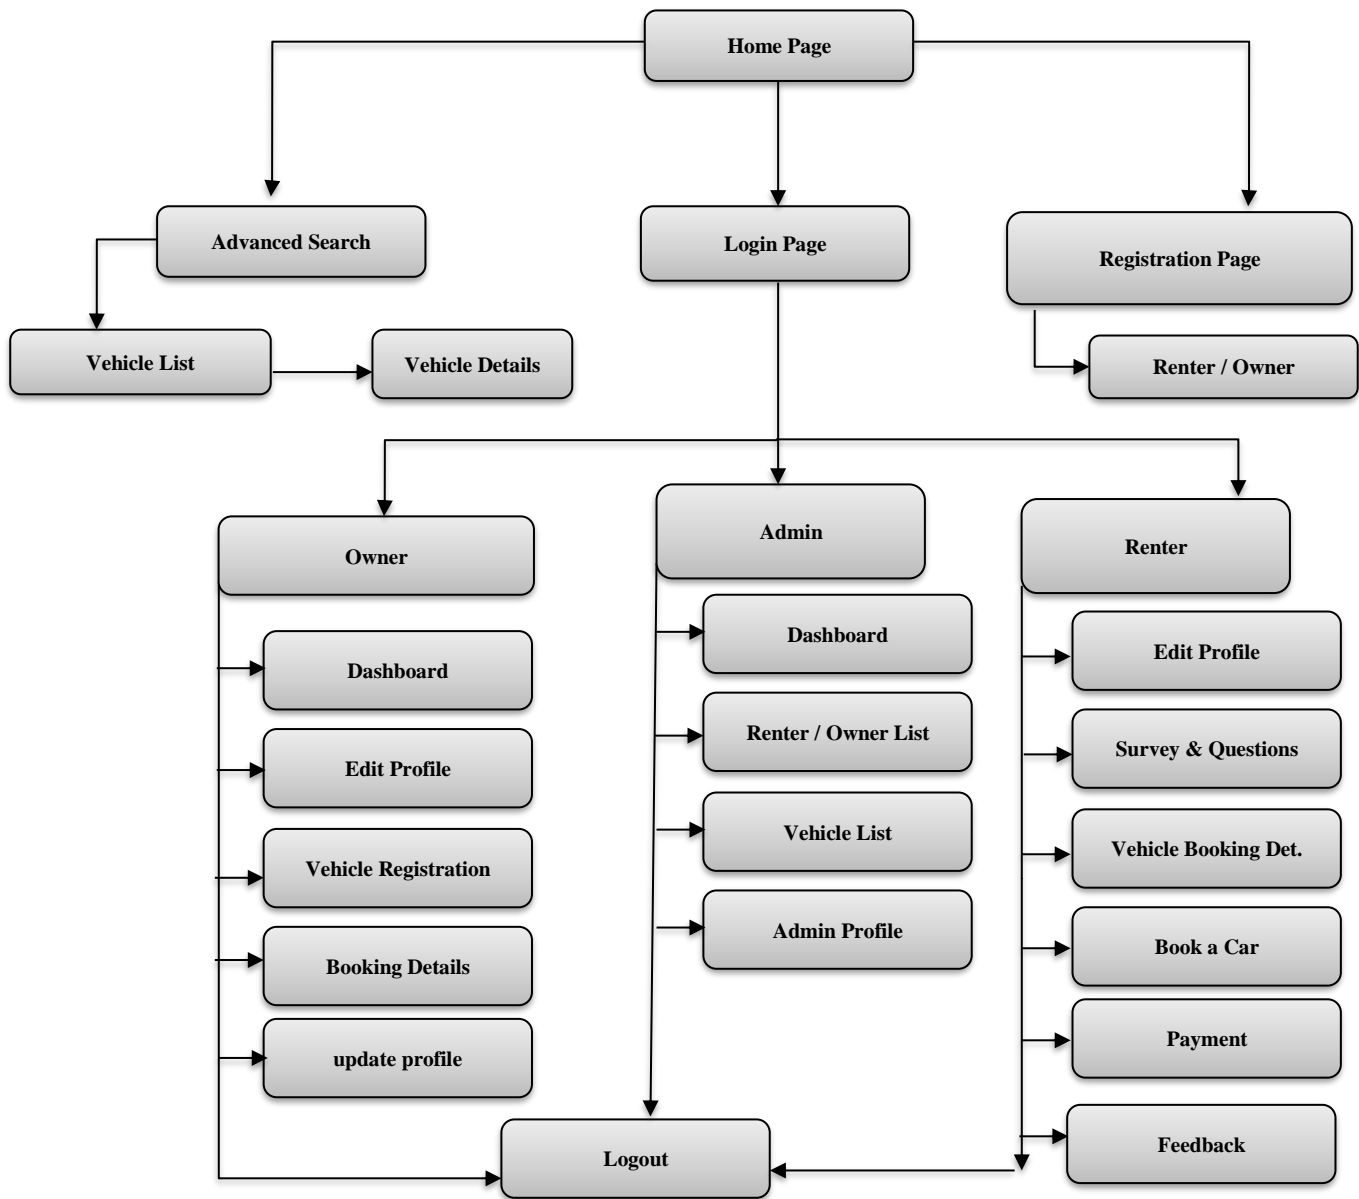 Home Page
Advanced Search
Login Page
Registration Page
Vehicle List
Vehicle Details
Renter / Owner
Owner
Admin
Renter
Dashboard
Edit Profile
Vehicle Registration
Booking Details
update profile
Dashboard
Renter / Owner List
Vehicle List
Admin Profile
Edit Profile
Survey & Questions
Vehicle Booking Det.
Book a Car
Payment
Feedback
Logout